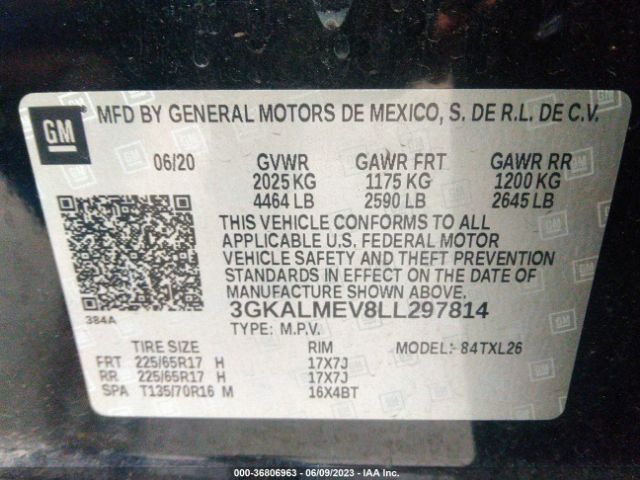 GM
MFD BY GENERAL MOTORS DE MEXICO, S. DE R.L. DE C.V.
06/20 GVWR GAWR FRT GAWR RR
2025 KG 1175 KG 1200 KG
4464 LB 2590 LB 2645 LB
THIS VEHICLE CONFORMS TO ALL
APPLICABLE U.S. FEDERAL MOTOR
VEHICLE SAFETY AND THEFT PREVENTION
STANDARDS IN EFFECT ON THE DATE OF
MANUFACTURE SHOWN ABOVE.
384A
3GKALMEV8LL297814
TYPE: M.P.V.
TIRE SIZE RIM MODEL:- 84TXL26
FRT 225/65R17 H 17X7J
RR 225/65R17 H 17X7J
SPA T135/70R16 M 16X4BT
© - 36806963 - 06/09/2023 - IAA Inc.